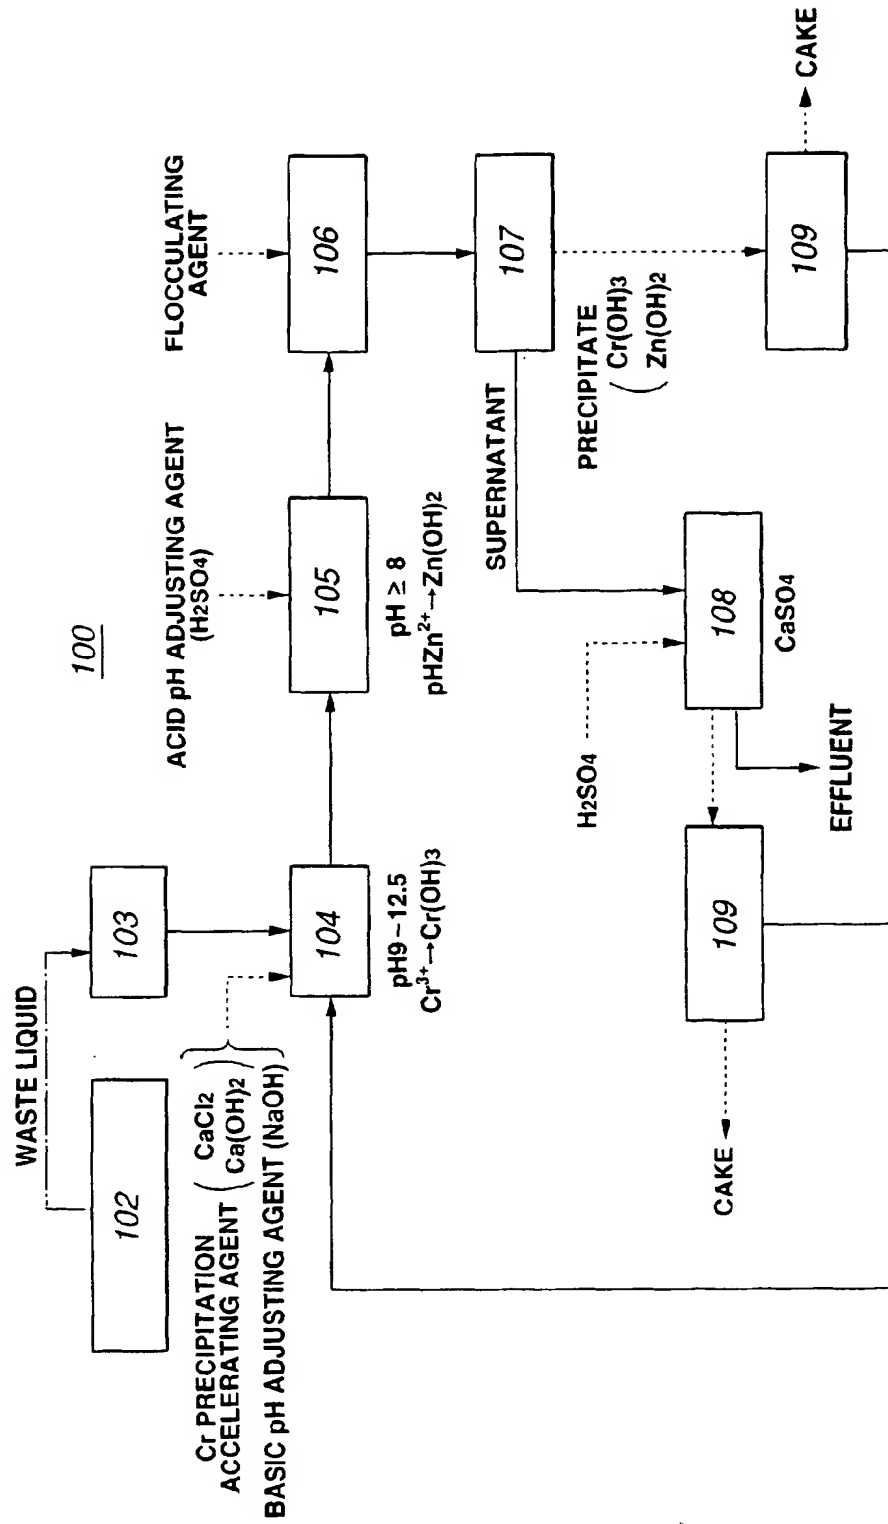 100
WASTE LIQUID
102
103
Cr PRECIPITATION
ACCELERATING AGENT
( CaCl2
Ca(OH)2 )
BASIC pH ADJUSTING AGENT (NaOH)
104
pH9−12.5
Cr3+→Cr(OH)3
ACID pH ADJUSTING AGENT
(H2SO4)
105
pH ≥ 8
pHZn2+→Zn(OH)2
FLOCCULATING
AGENT
106
107
SUPERNATANT
PRECIPITATE
( Cr(OH)3
Zn(OH)2 )
H2SO4
108
CaSO4
EFFLUENT
109
CAKE
109
CAKE